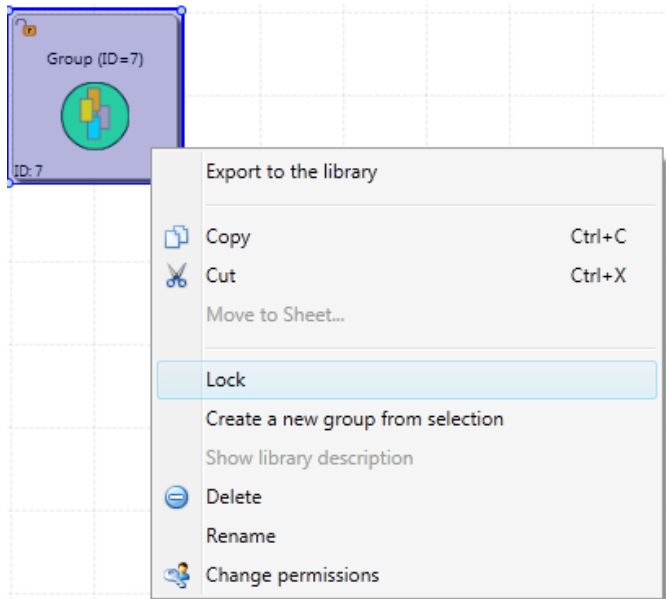 Group (ID=7)
ID: 7
Export to the library
Copy Ctrl+C
Cut Ctrl+X
Move to Sheet...
Lock
Create a new group from selection
Show library description
Delete
Rename
Change permissions